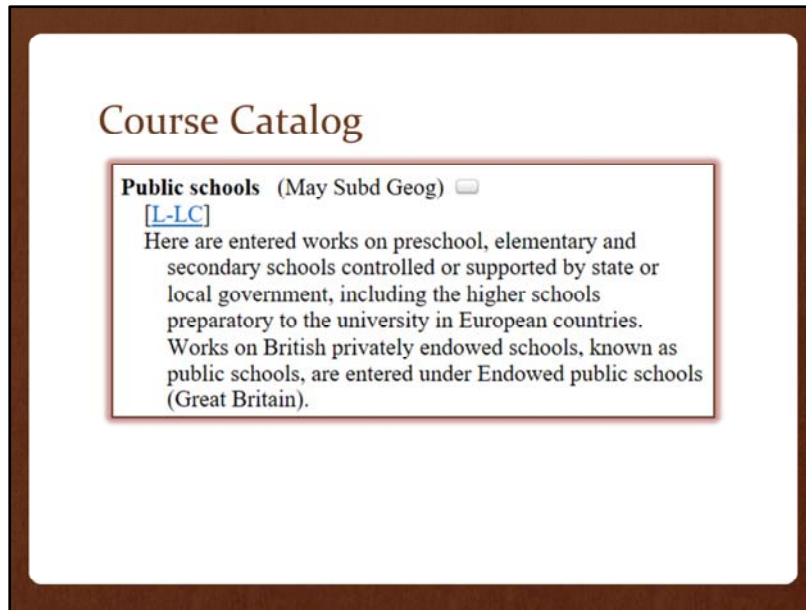 Course Catalog
Public schools (May Subd Geog)
[L-LC]
Here are entered works on preschool, elementary and
secondary schools controlled or supported by state or
local government, including the higher schools
preparatory to the university in European countries.
Works on British privately endowed schools, known as
public schools, are entered under Endowed public schools
(Great Britain).